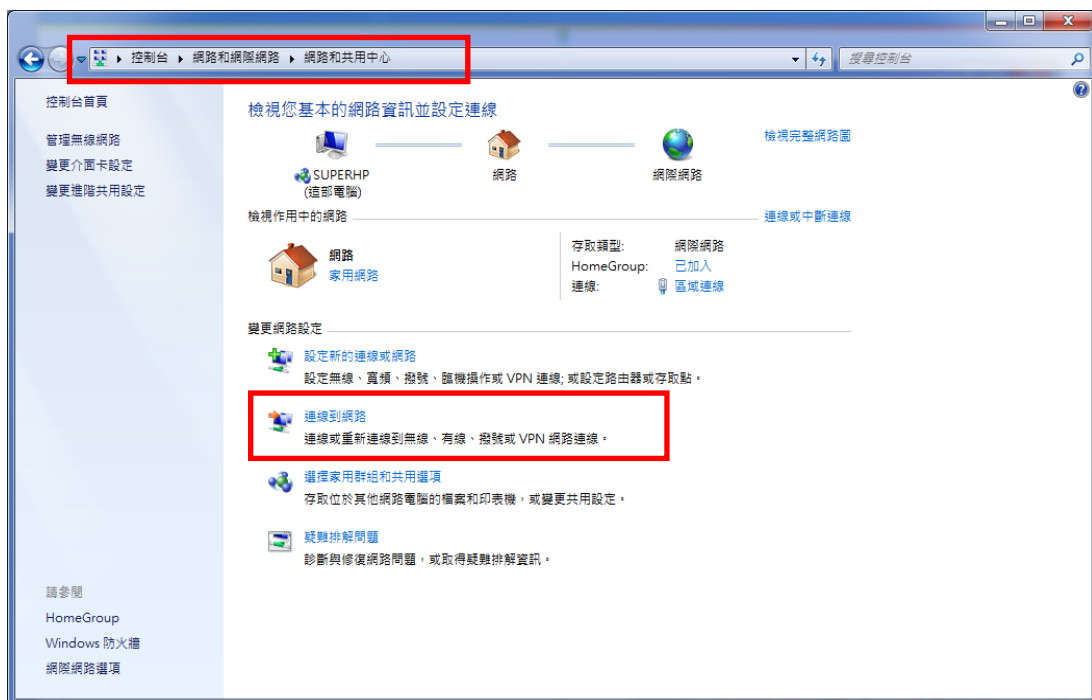 控制台 ▸ 網路和網際網路 ▸ 網路和共用中心
搜尋控制台
控制台首頁
管理無線網路
變更介面卡設定
變更進階共用設定
請參閱
HomeGroup
Windows 防火牆
網際網路選項
檢視您基本的網路資訊並設定連線
檢視完整網路圖
SUPERHP
(這部電腦)
網路
網際網路
檢視作用中的網路
連線或中斷連線
網路
家用網路
存取類型: 網際網路
HomeGroup: 已加入
連線: 區域連線
變更網路設定
設定新的連線或網路
設定無線、寬頻、撥號、臨機操作或 VPN 連線; 或設定路由器或存取點。
連線到網路
連線或重新連線到無線、有線、撥號或 VPN 網路連線。
選擇家用群組和共用選項
存取位於其他網路電腦的檔案和印表機，或變更共用設定。
疑難排解問題
診斷與修復網路問題，或取得疑難排解資訊。